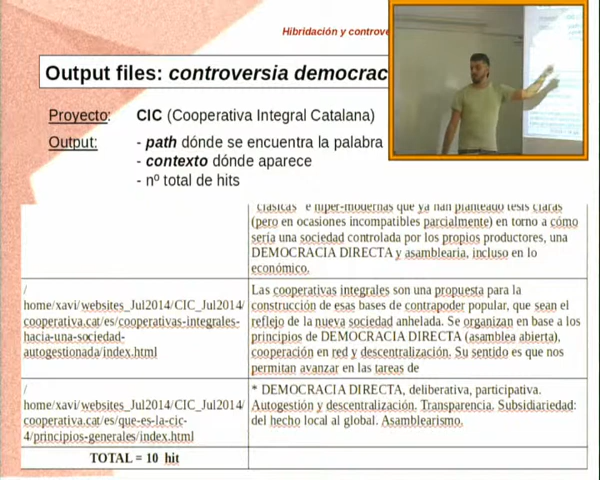 Hibridación y controve
Output files: controversia democrac
Proyecto: CIC (Cooperativa Integral Catalana)
Output: - path dónde se encuentra la palabra
- contexto dónde aparece
- nº total de hits
"clásicas" e hiper-modernas que ya han planteado tesis claras
(pero en ocasiones incompatibles parcialmente) en torno a cómo
sería una sociedad controlada por los propios productores, una
DEMOCRACIA DIRECTA y asamblearia, incluso en lo
económico.
/
home/xavi/websites_Jul2014/CIC_Jul2014/
cooperativa.cat/es/cooperativas-integrales-
hacia-una-sociedad-
autogestionada/index.html
Las cooperativas integrales son una propuesta para la
construcción de esas bases de contrapoder popular, que sean el
reflejo de la nueva sociedad anhelada. Se organizan en base a los
principios de DEMOCRACIA DIRECTA (asamblea abierta),
cooperación en red y descentralización. Su sentido es que nos
permitan avanzar en las tareas de
/
home/xavi/websites_Jul2014/CIC_Jul2014/
cooperativa.cat/es/que-es-la-cic-
4/principios-generales/index.html
* DEMOCRACIA DIRECTA, deliberativa, participativa.
Autogestión y descentralización. Transparencia. Subsidiariedad:
del hecho local al global. Asamblearismo.
TOTAL = 10 hit